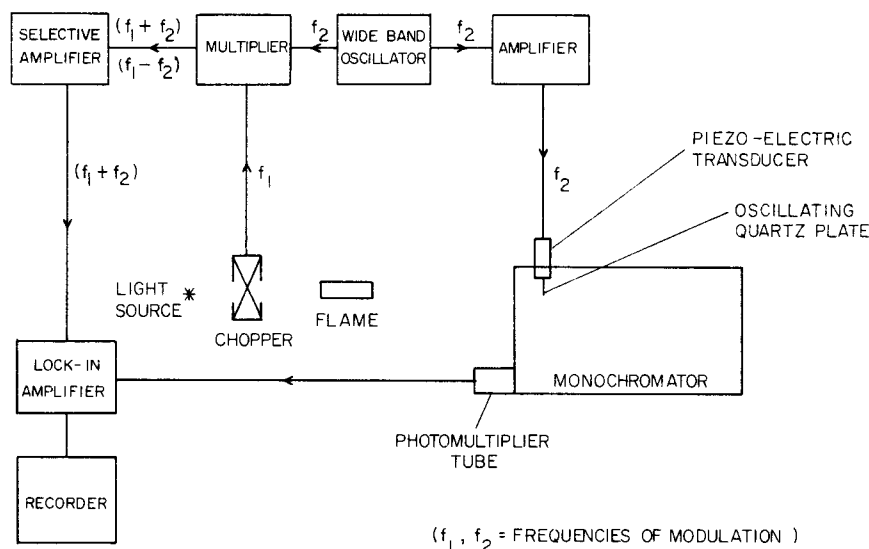 SELECTIVE
AMPLIFIER
(f₁ + f₂)
(f₁ − f₂)
MULTIPLIER
f₂
WIDE BAND
OSCILLATOR
f₂
AMPLIFIER
(f₁ + f₂)
f₁
f₂
PIEZO-ELECTRIC
TRANSDUCER
OSCILLATING
QUARTZ PLATE
LIGHT
SOURCE *
CHOPPER
FLAME
LOCK-IN
AMPLIFIER
MONOCHROMATOR
PHOTOMULTIPLIER
TUBE
RECORDER
(f₁, f₂ = FREQUENCIES OF MODULATION )